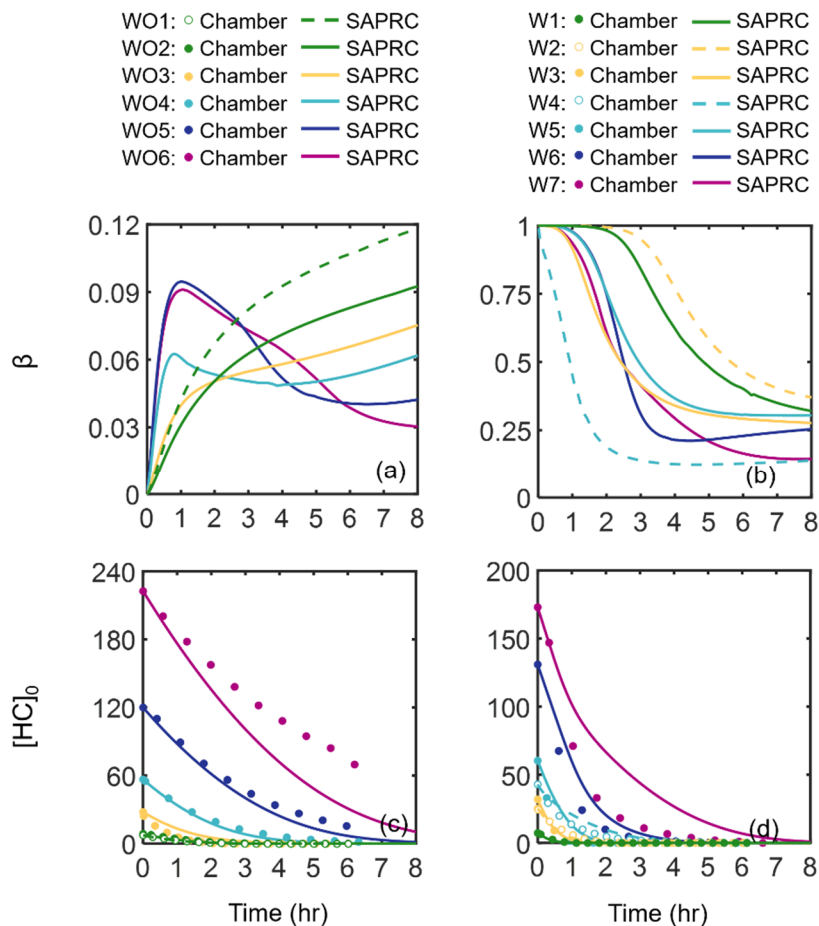 WO1: Chamber SAPRC
WO2: Chamber SAPRC
WO3: Chamber SAPRC
WO4: Chamber SAPRC
WO5: Chamber SAPRC
WO6: Chamber SAPRC
W1: Chamber SAPRC
W2: Chamber SAPRC
W3: Chamber SAPRC
W4: Chamber SAPRC
W5: Chamber SAPRC
W6: Chamber SAPRC
W7: Chamber SAPRC
β
0.12
0.09
0.06
0.03
0
(a)
0 1 2 3 4 5 6 7 8
1
0.75
0.5
0.25
1
(b)
0 1 2 3 4 5 6 7 8
[HC]₀
240
180
120
60
0
(c)
0 1 2 3 4 5 6 7 8
Time (hr)
200
150
100
50
0
(d)
0 1 2 3 4 5 6 7 8
Time (hr)